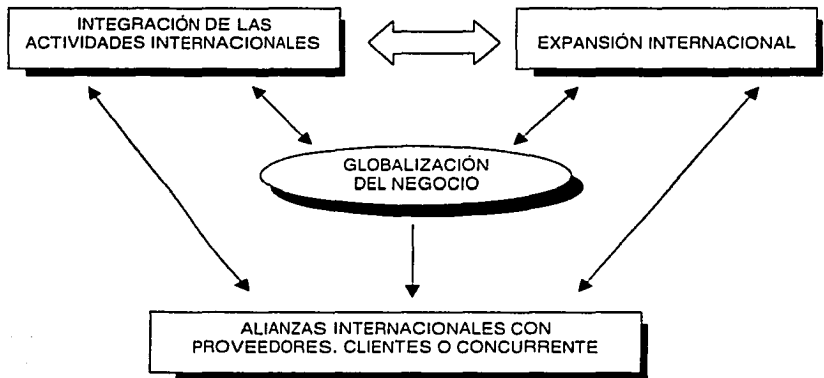 INTEGRACIÓN DE LAS
ACTIVIDADES INTERNACIONALES
EXPANSIÓN INTERNACIONAL
GLOBALIZACIÓN
DEL NEGOCIO
ALIANZAS INTERNACIONALES CON
PROVEEDORES. CLIENTES O CONCURRENTE